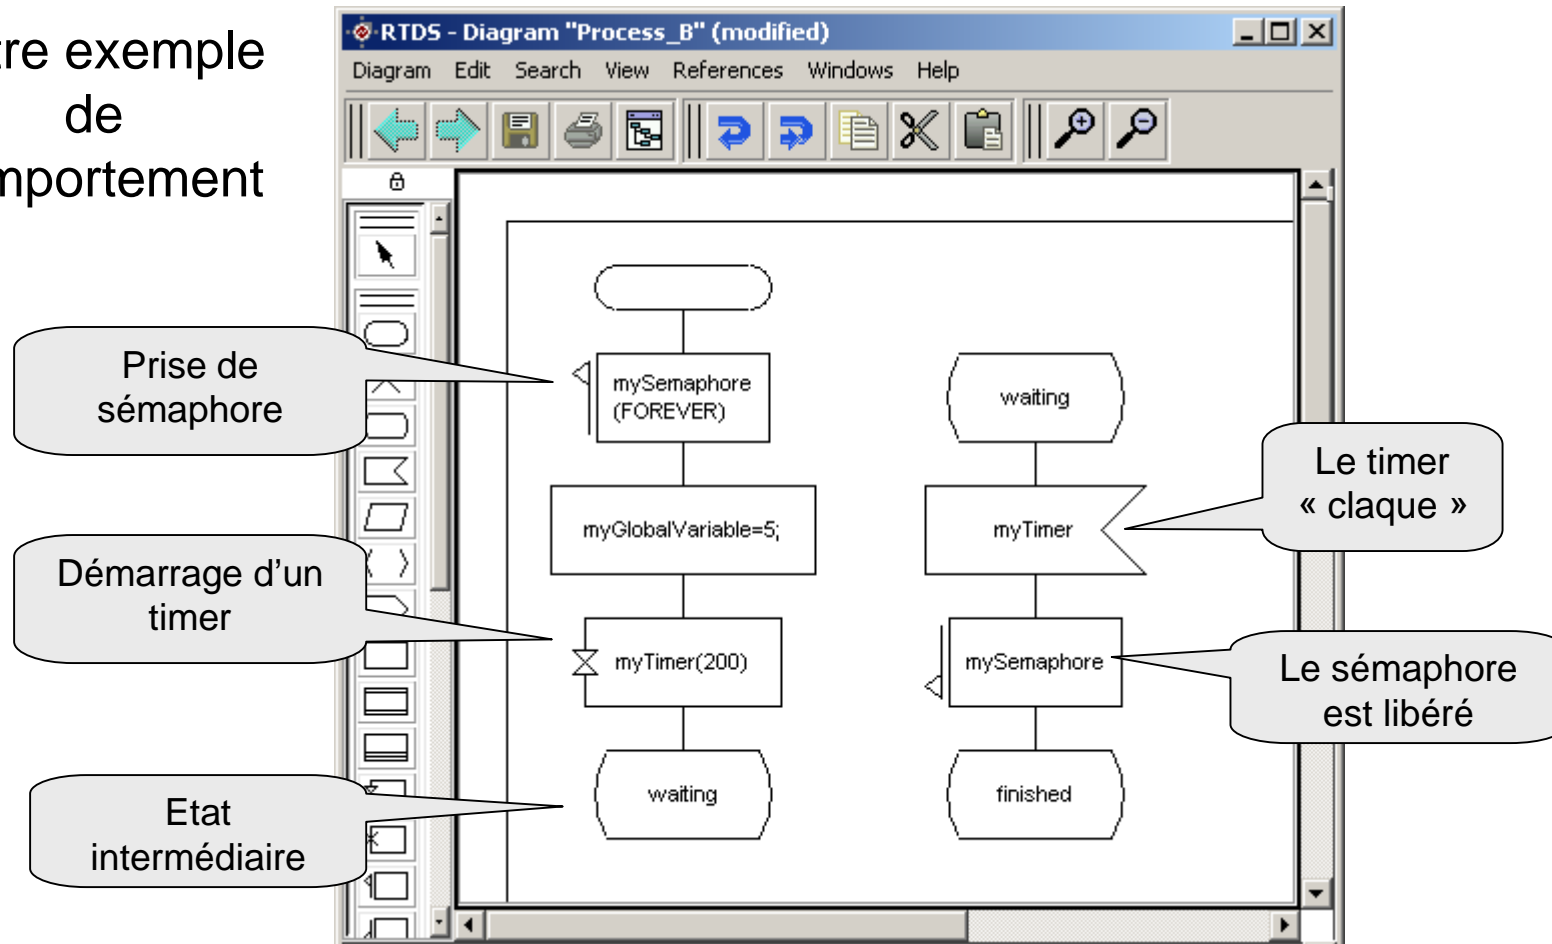 tre exemple
de
mportement
RTDS - Diagram "Process_B" (modified)
Diagram Edit Search View References Windows Help
Prise de
sémaphore
mySemaphore
(FOREVER)
waiting
Le timer
« claque »
myGlobalVariable=5;
myTimer
Démarrage d’un
timer
myTimer(200)
mySemaphore
Le sémaphore
est libéré
Etat
intermédiaire
waiting
finished